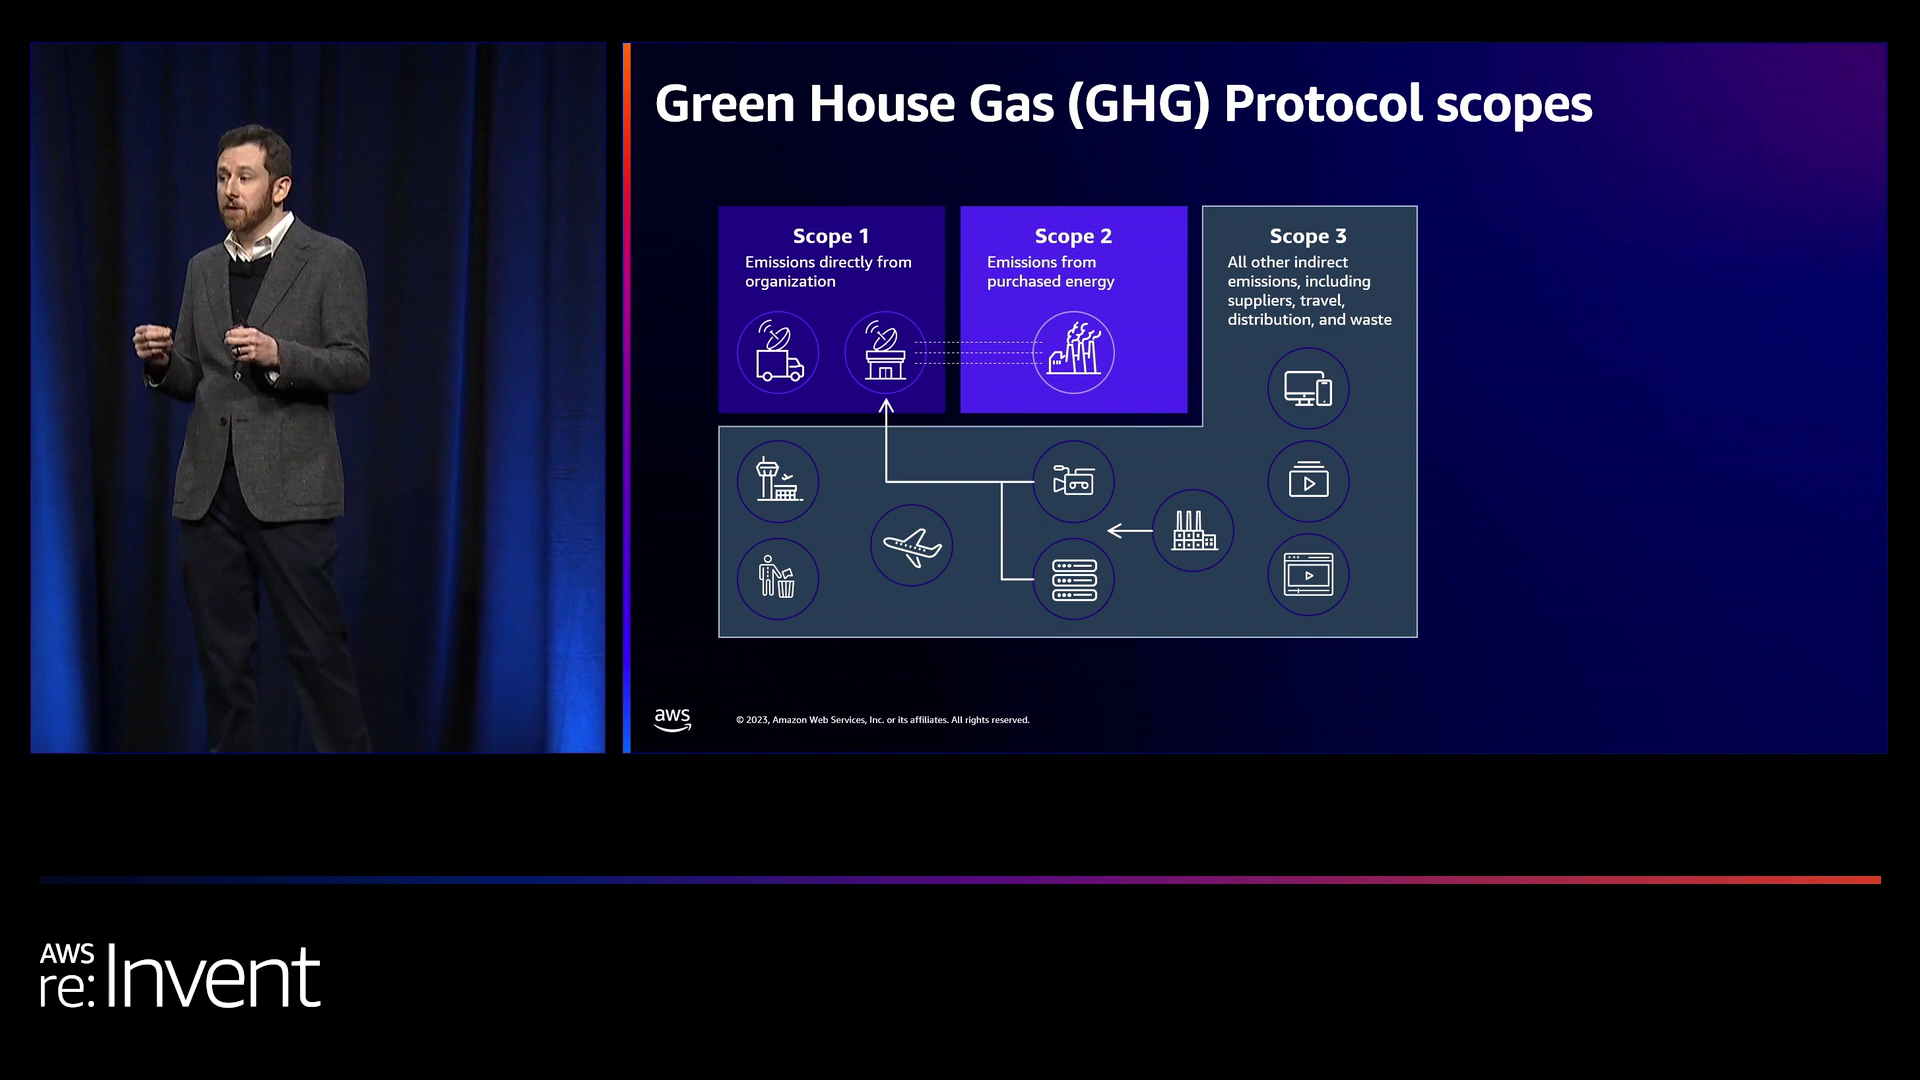 Green House Gas (GHG) Protocol scopes
Scope 1
Emissions directly from
organization
Scope 2
Emissions from
purchased energy
Scope 3
All other indirect
emissions, including
suppliers, travel,
distribution, and waste
aws
© 2023, Amazon Web Services, Inc. or its affiliates. All rights reserved.
AWS
re:Invent